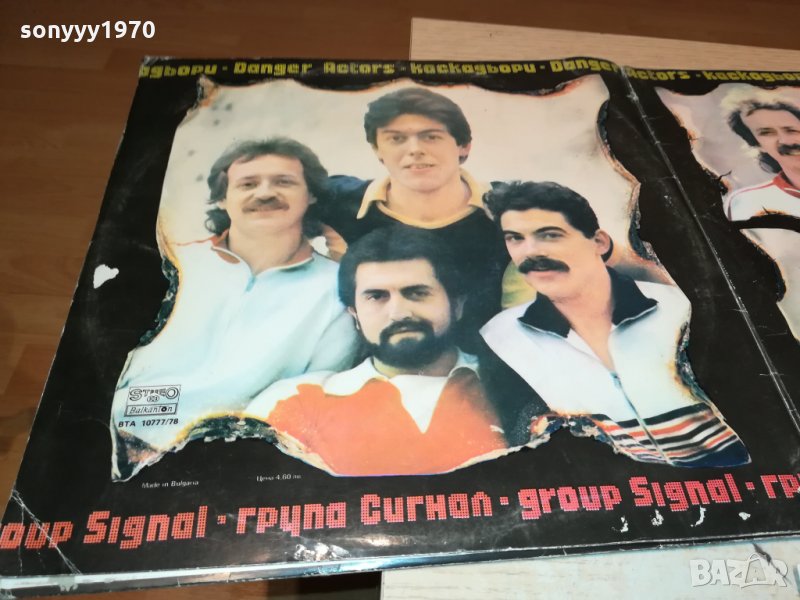 sonyyy1970
каскадьори · Danger Actors · каскадьори · Danger Actors · каскадьори
STEREO
Balkanton
BTA 10777/78
Made in Bulgaria
Цена 4,60 лв.
group Signal · група Сигнал · group Signal ·
BAZAR